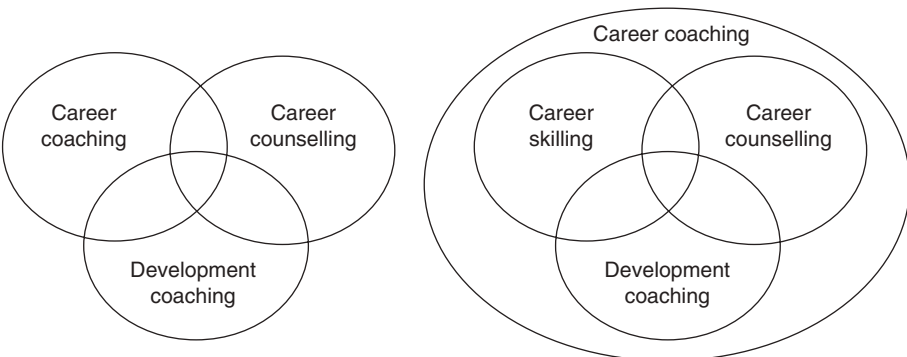 Career
coaching
Career
counselling
Development
coaching
Career coaching
Career
skilling
Career
counselling
Development
coaching